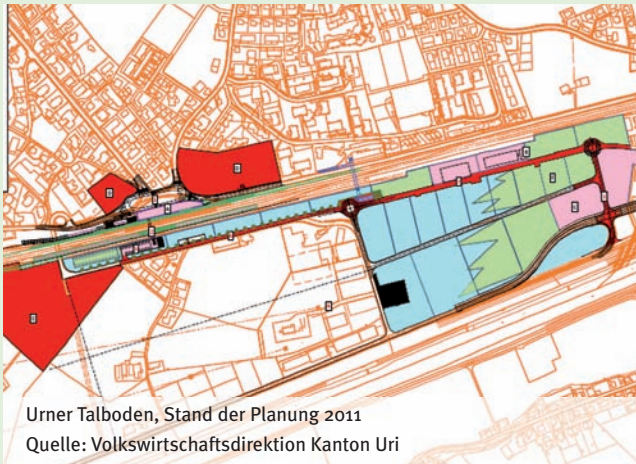 Urner Talboden, Stand der Planung 2011
Quelle: Volkswirtschaftsdirektion Kanton Uri